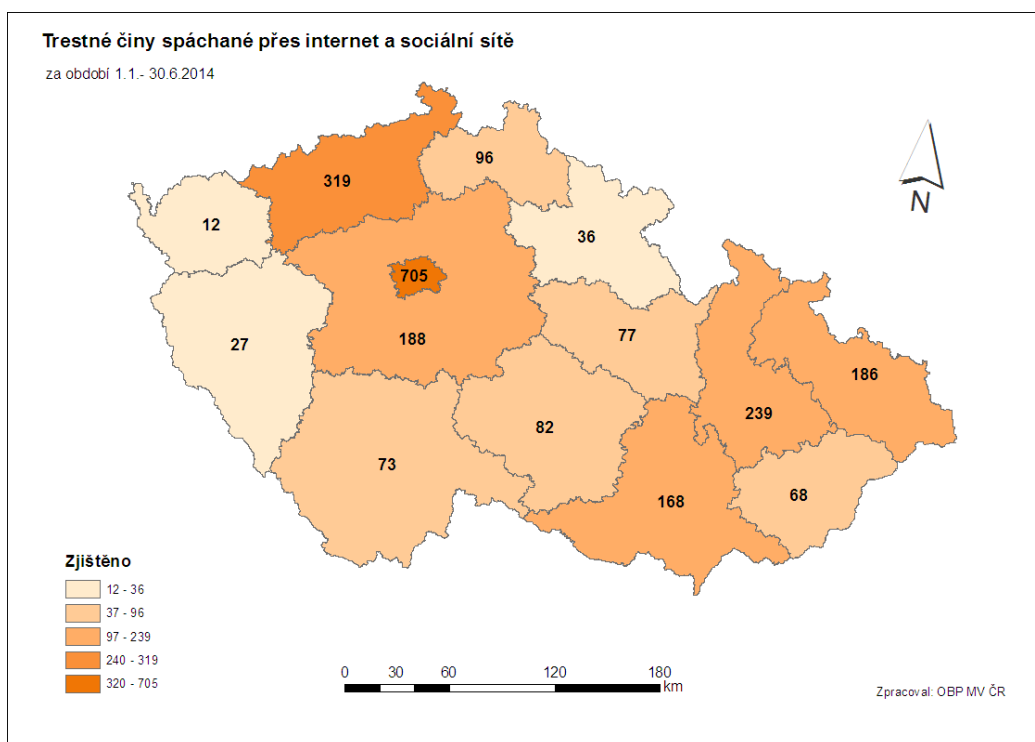 Trestné činy spáchané přes internet a sociální sítě
za období 1.1.- 30.6.2014
96
319
12
36
705
77
27
188
186
239
82
73
168
68
N
Zjištěno
12 - 36
37 - 96
97 - 239
240 - 319
320 - 705
0 30 60 120 180
km
Zpracoval: OBP MV ČR